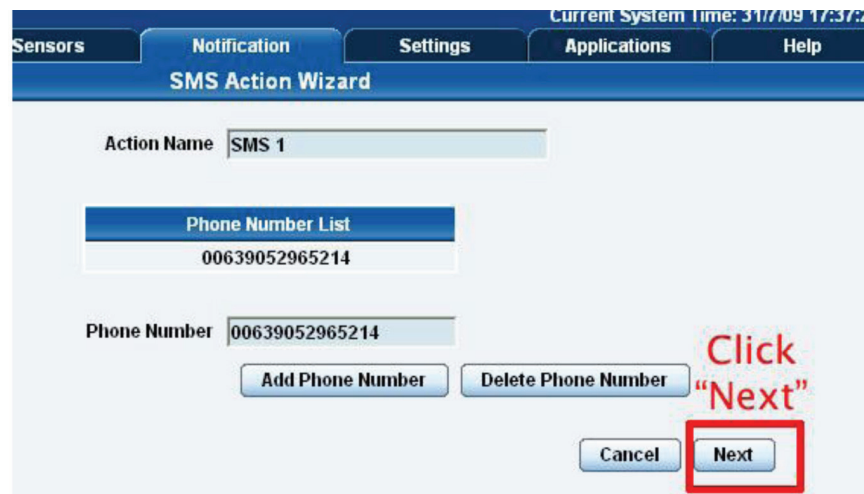 Current System Time: 31/7/09 17:37:2
Sensors Notification Settings Applications Help
SMS Action Wizard
Action Name SMS 1
Phone Number List
00639052965214
Phone Number 00639052965214
Add Phone Number Delete Phone Number
Click
“Next”
Cancel Next